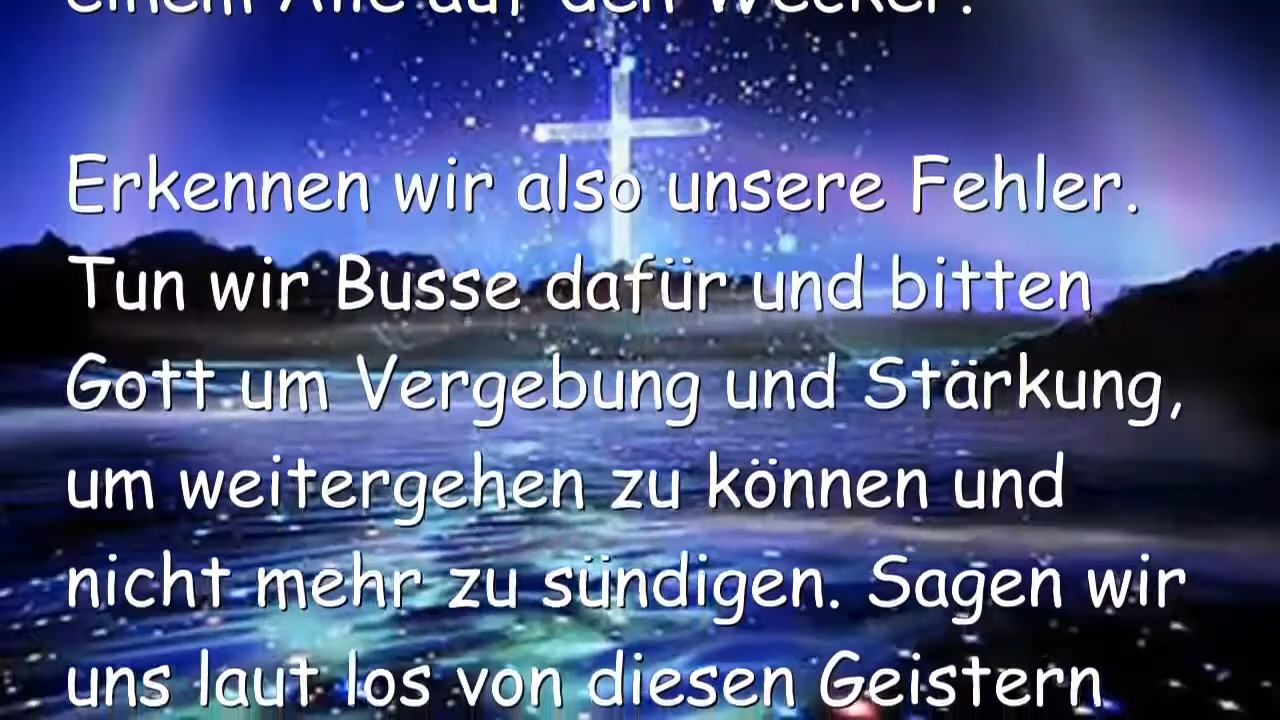 einem Alle auf den Wecker.
Erkennen wir also unsere Fehler.
Tun wir Busse dafür und bitten
Gott um Vergebung und Stärkung,
um weitergehen zu können und
nicht mehr zu sündigen. Sagen wir
uns laut los von diesen Geistern